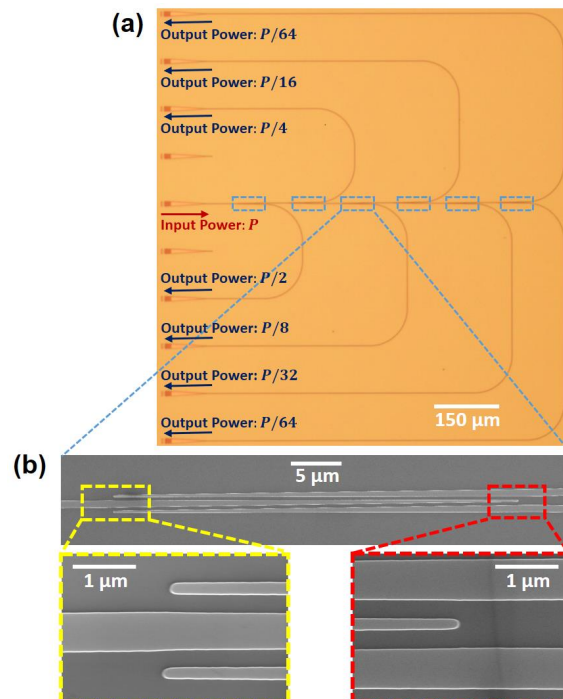 (a)
Output Power: P/64
Output Power: P/16
Output Power: P/4
Input Power: P
Output Power: P/2
Output Power: P/8
Output Power: P/32
Output Power: P/64
150 μm
(b)
5 μm
1 μm
1 μm